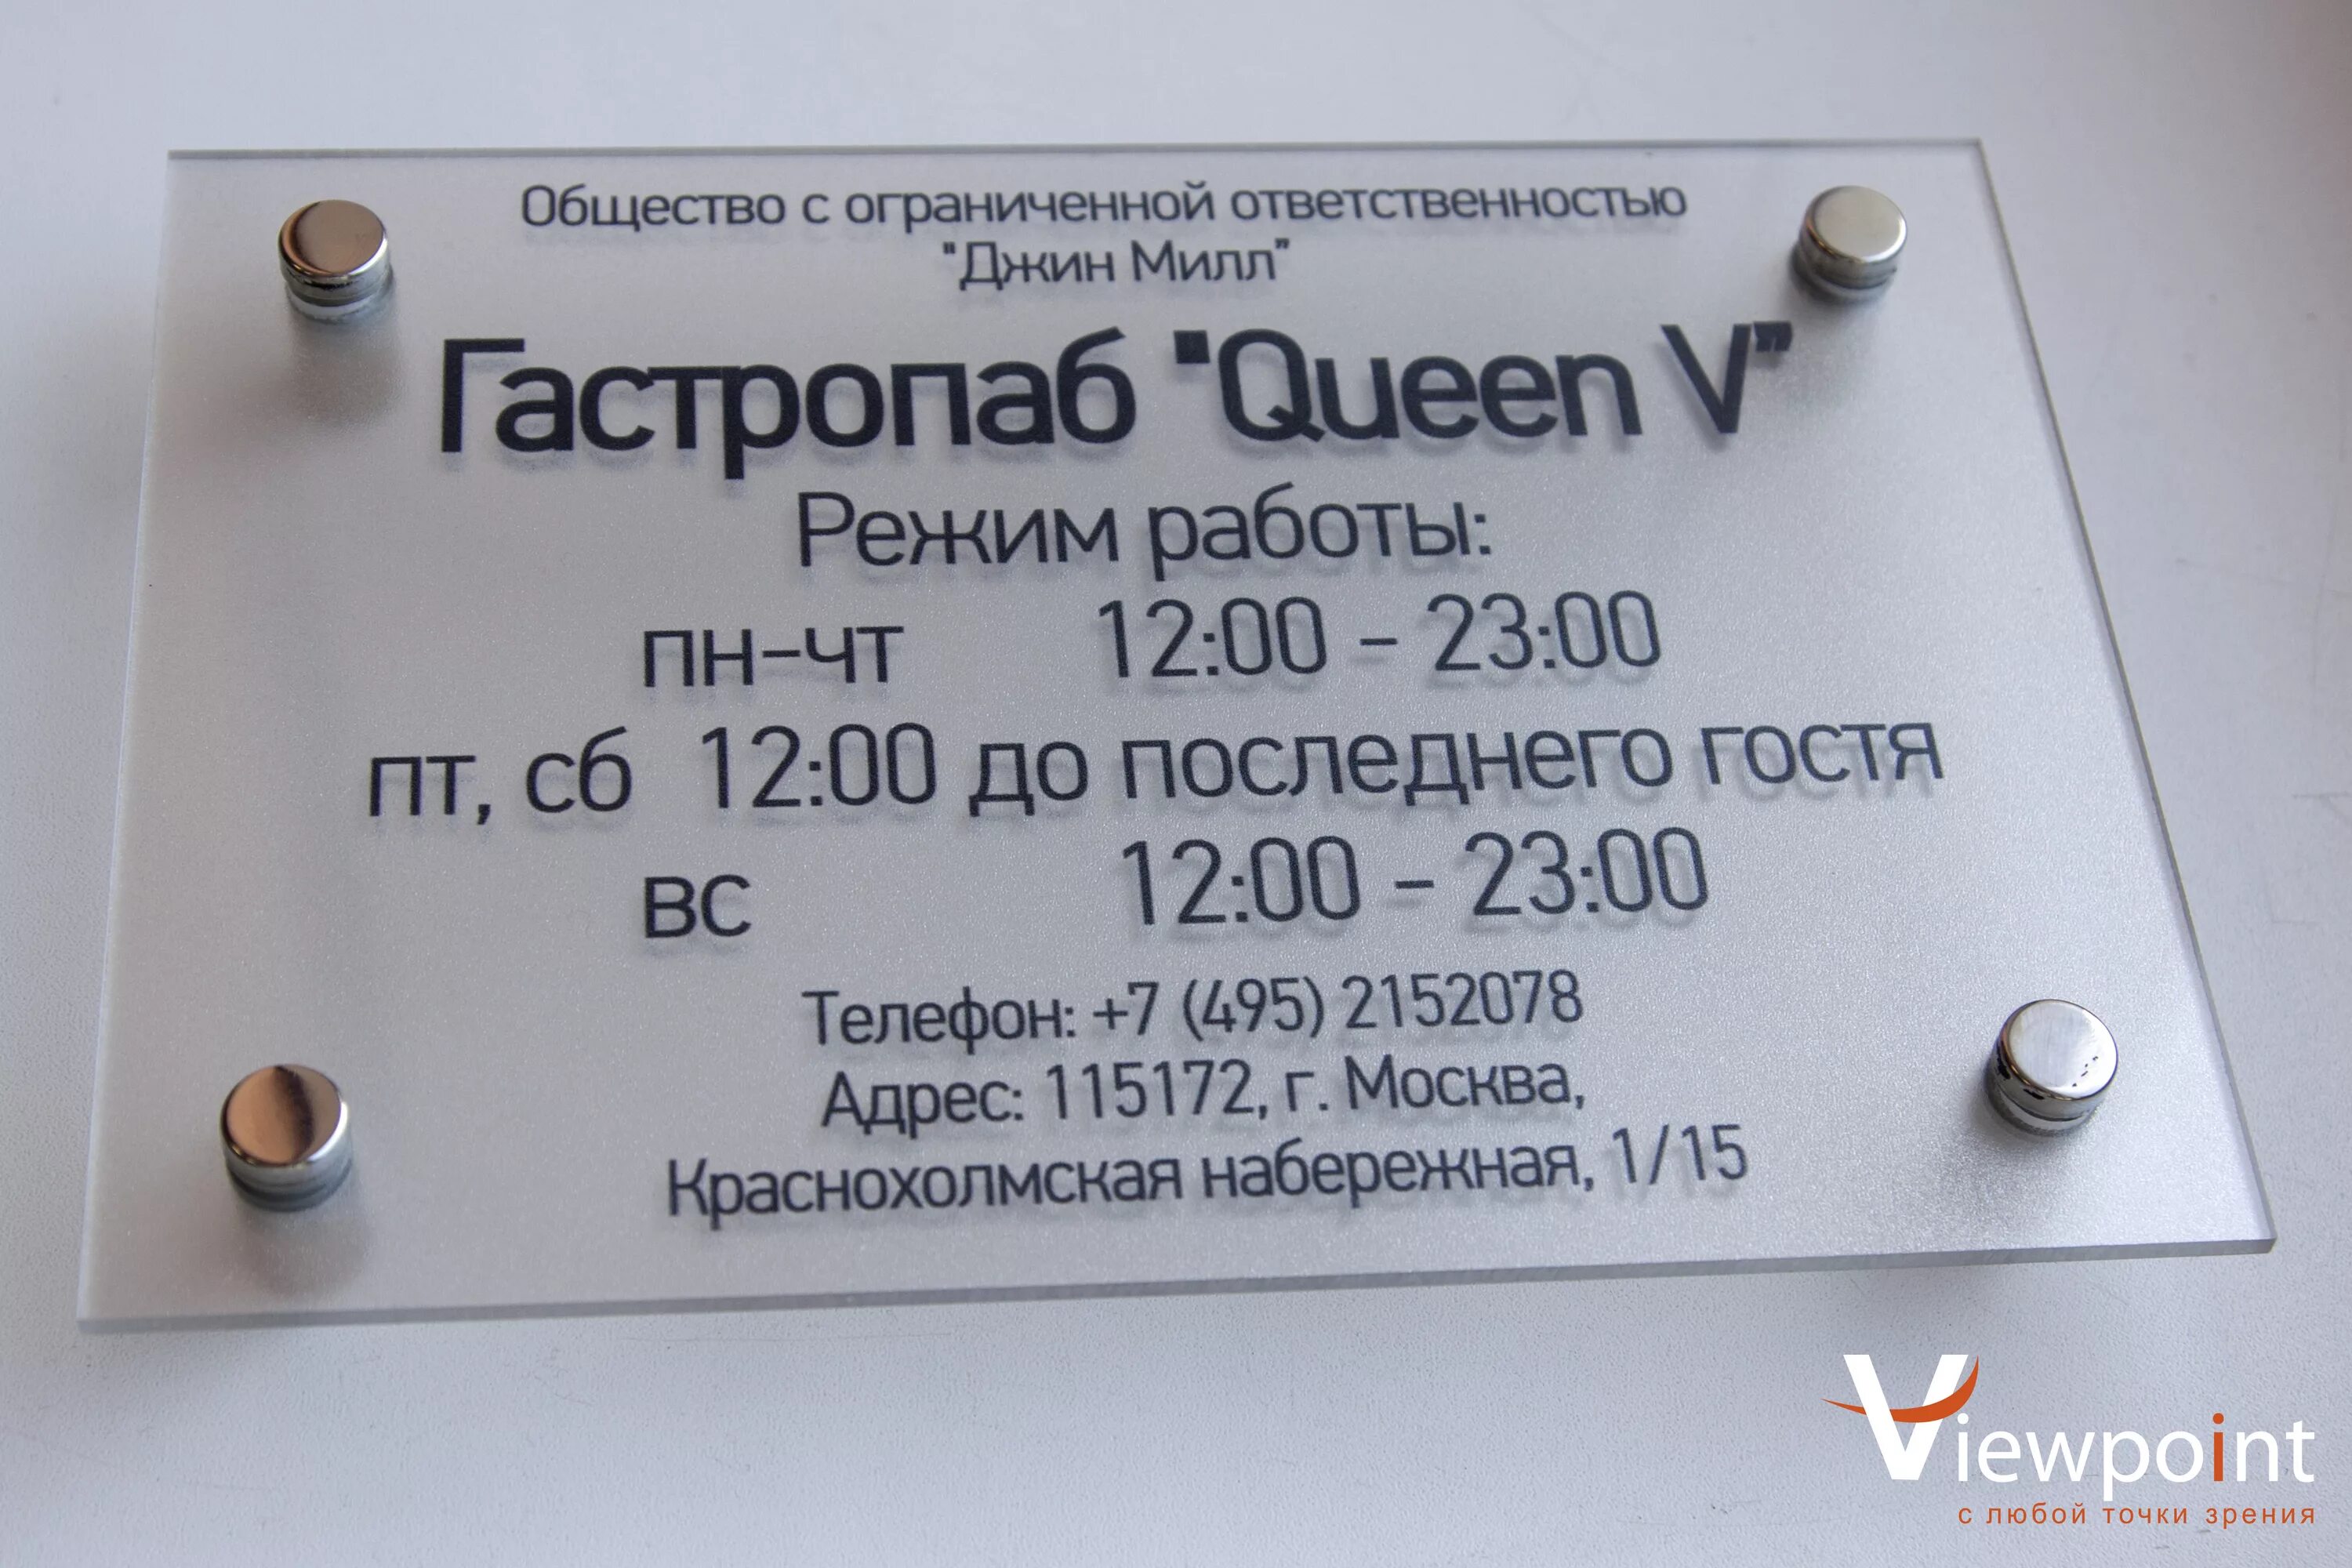 Общество с ограниченной ответственностью
"Джин Милл"
Гастропаб "Queen V"
Режим работы:
пн-чт 12:00 - 23:00
пт, сб 12:00 до последнего гостя
вс 12:00 - 23:00
Телефон: +7 (495) 2152078
Адрес: 115172, г. Москва,
Краснохолмская набережная, 1/15
Viewpoint
с любой точки зрения